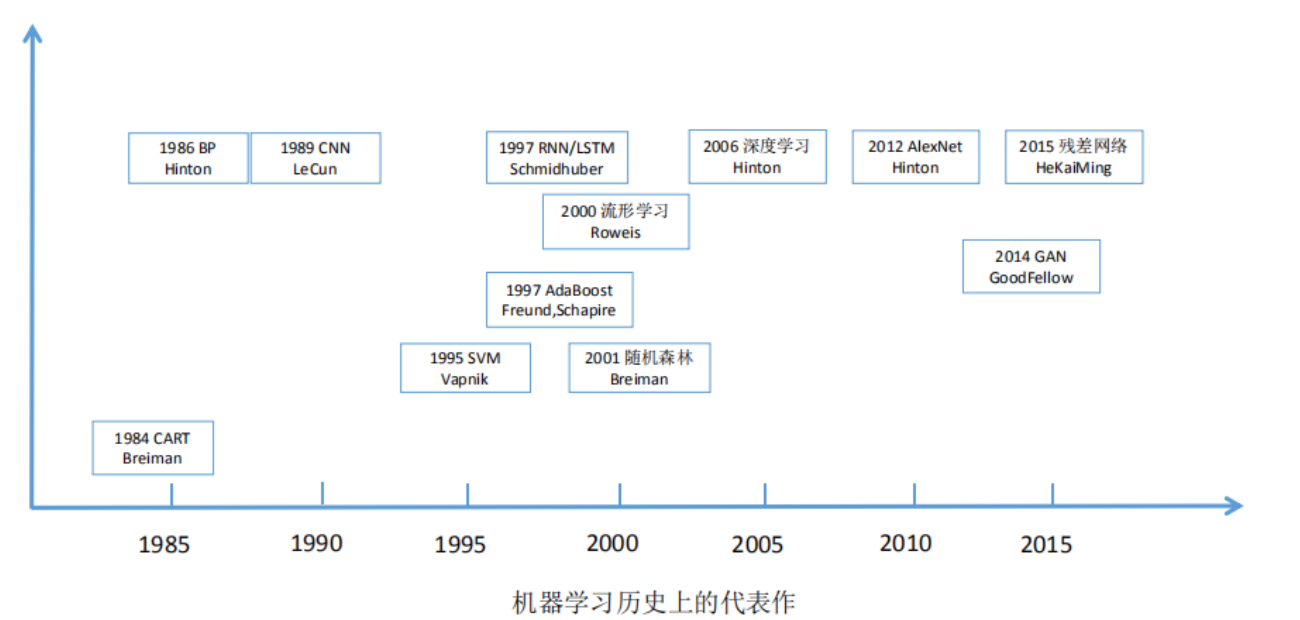 1986 BP
Hinton
1989 CNN
LeCun
1997 RNN/LSTM
Schmidhuber
2006 深度学习
Hinton
2012 AlexNet
Hinton
2015 残差网络
HeKaiMing
2000 流形学习
Roweis
2014 GAN
GoodFellow
1997 AdaBoost
Freund,Schapire
1995 SVM
Vapnik
2001 随机森林
Breiman
1984 CART
Breiman
1985 1990 1995 2000 2005 2010 2015
机器学习历史上的代表作